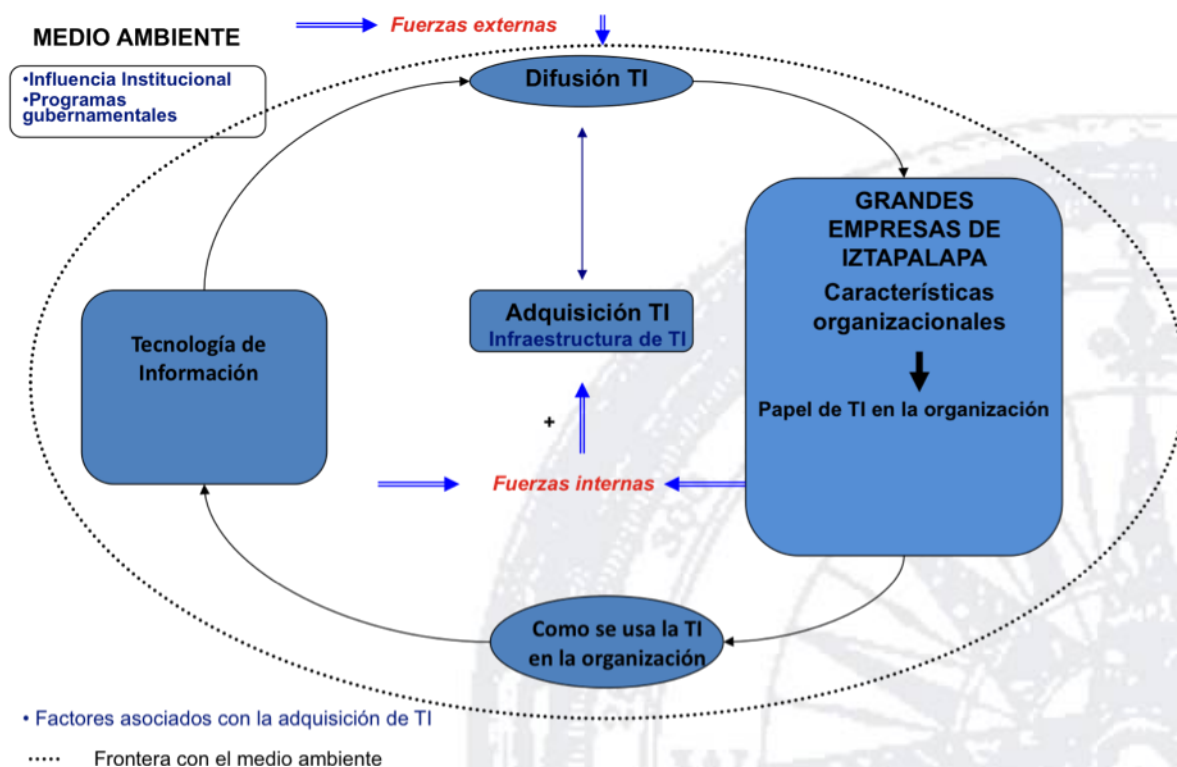 Fuerzas externas
MEDIO AMBIENTE
•Influencia Institucional
•Programas
gubernamentales
Difusión TI
GRANDES
EMPRESAS DE
IZTAPALAPA
Características
organizacionales
Papel de TI en la organización
Adquisición TI
Infraestructura de TI
Tecnología de
Información
+
Fuerzas internas
Como se usa la TI
en la organización
• Factores asociados con la adquisición de TI
...... Frontera con el medio ambiente